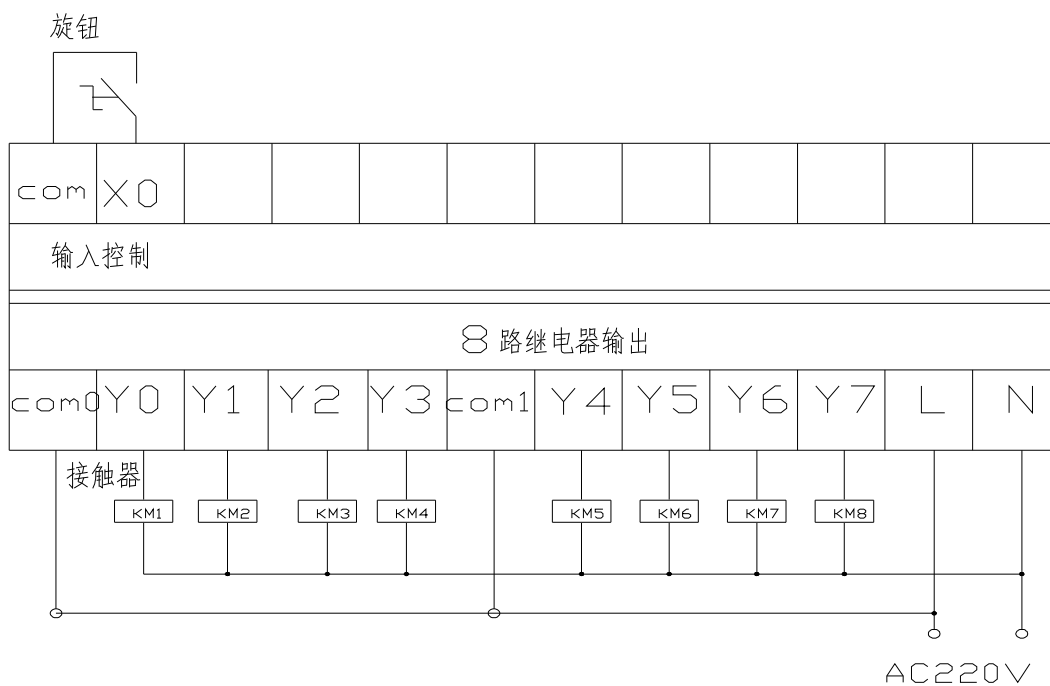 旋钮
com X0
输入控制
8路继电器输出
com0 Y0 Y1 Y2 Y3 com1 Y4 Y5 Y6 Y7 L N
接触器
KM1 KM2 KM3 KM4 KM5 KM6 KM7 KM8
AC220V